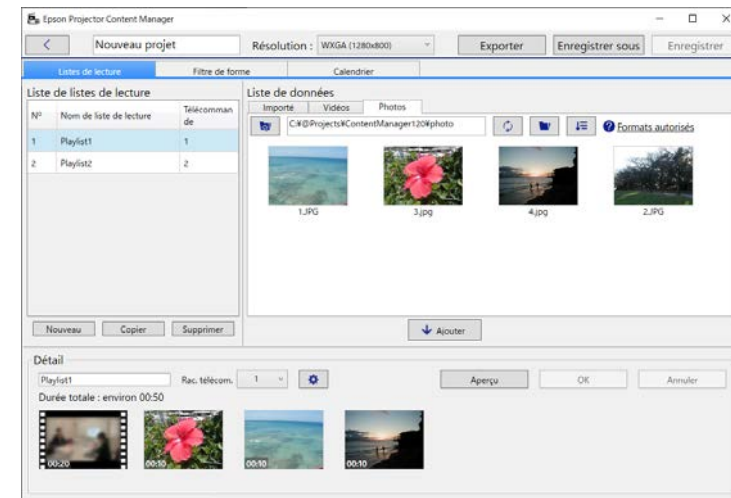 Epson Projector Content Manager
Nouveau projet Résolution : WXGA (1280x800) Exporter Enregistrer sous Enregistrer
Listes de lecture Filtre de forme Calendrier
Liste de listes de lecture Liste de données
Nº Nom de liste de lecture Télécomman
de
Importé Vidéos Photos
C:¥@Projects¥ContentManager120¥photo Formats autorisés
1 Playlist1 1
2 Playlist2 2
1.JPG 3.jpg 4.jpg 2.JPG
Nouveau Copier Supprimer Ajouter
Détail
Playlist1 Rac. télécom. 1 Aperçu OK Annuler
Durée totale : environ 00:50
00:20 00:10 00:10 00:10